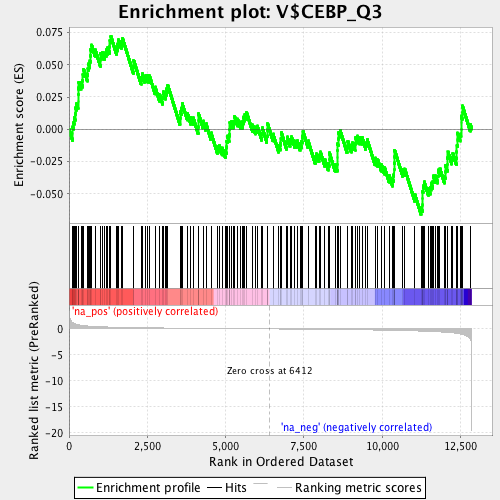 Enrichment plot: V$CEBP_Q3
Enrichment score (ES)
0.075
0.050
0.025
0.000
-0.025
-0.050
'na_pos' (positively correlated)
Ranked list metric (PreRanked)
0
-5
-10
-15
-20
Zero cross at 6412
'na_neg' (negatively correlated)
0
2,500
5,000
7,500
10,000
12,500
Rank in Ordered Dataset
Enrichment profile
Hits
Ranking metric scores